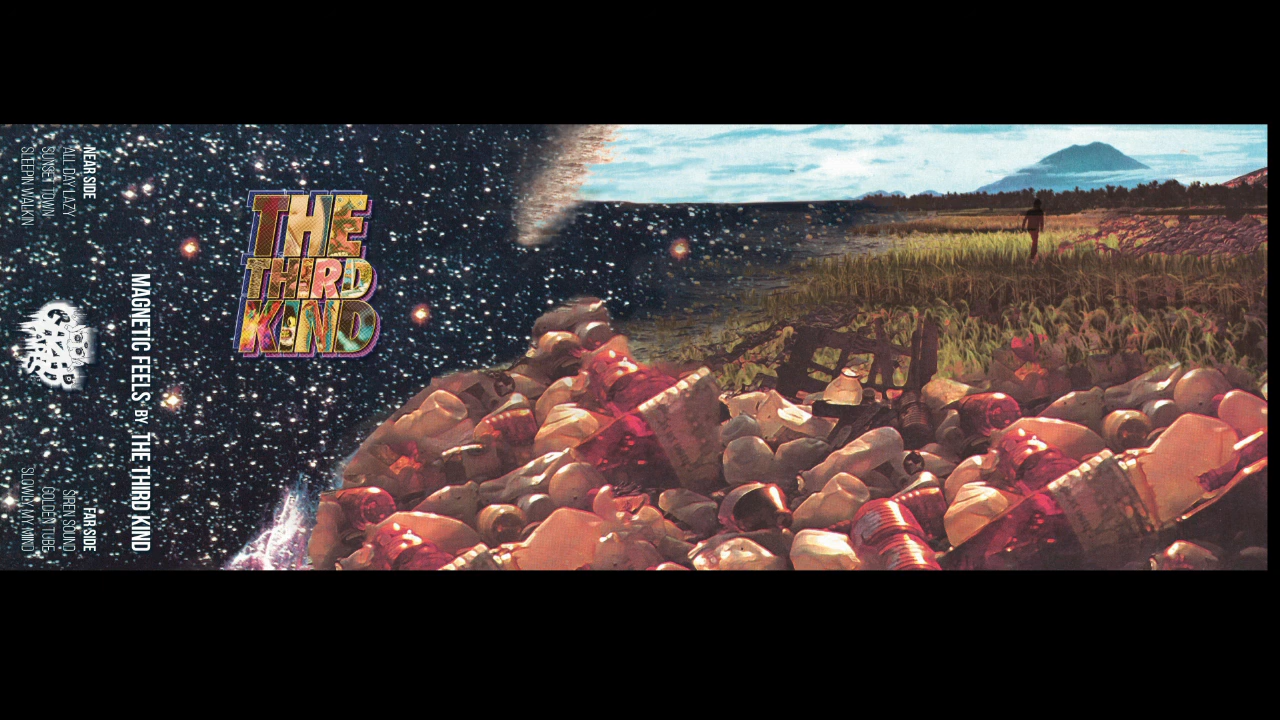 NEAR SIDE
ALL DAY LAZY
SUNSET TOWN
SLEEPIN WALKIN
FAR SIDE
SIREN SOUND
GOLDEN TUBE
SLOWLY MY MIND
MAGNETIC FEELS BY THE THIRD KIND
THE
THIRD
KIND